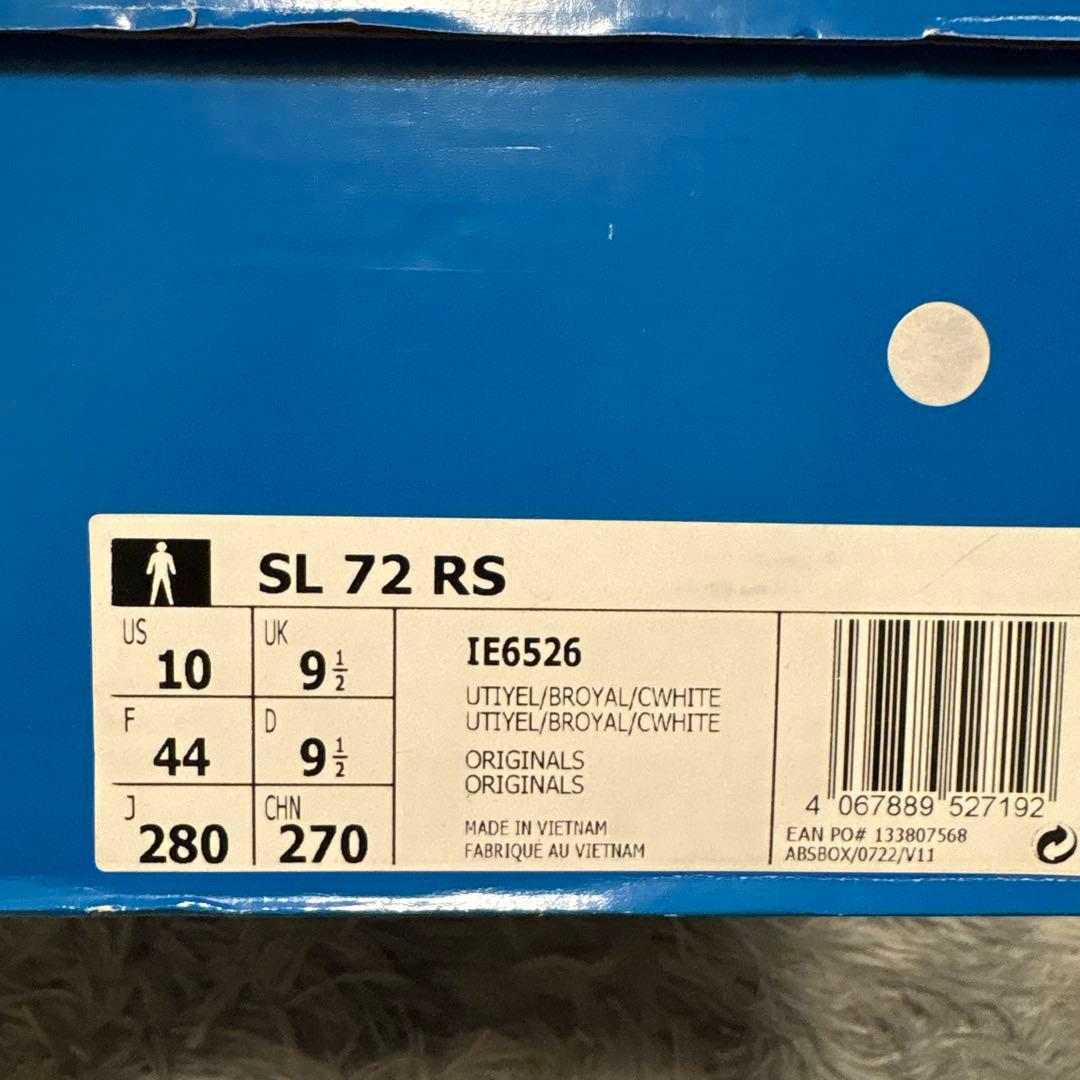 SL 72 RS
US
10
UK
9 1/2
F
44
D
9 1/2
J
280
CHN
270
IE6526
UTIYEL/BROYAL/CWHITE
UTIYEL/BROYAL/CWHITE
ORIGINALS
ORIGINALS
MADE IN VIETNAM
FABRIQUÉ AU VIETNAM
4 067889 527192
EAN PO# 133807568
ABSBOX/0722/V11